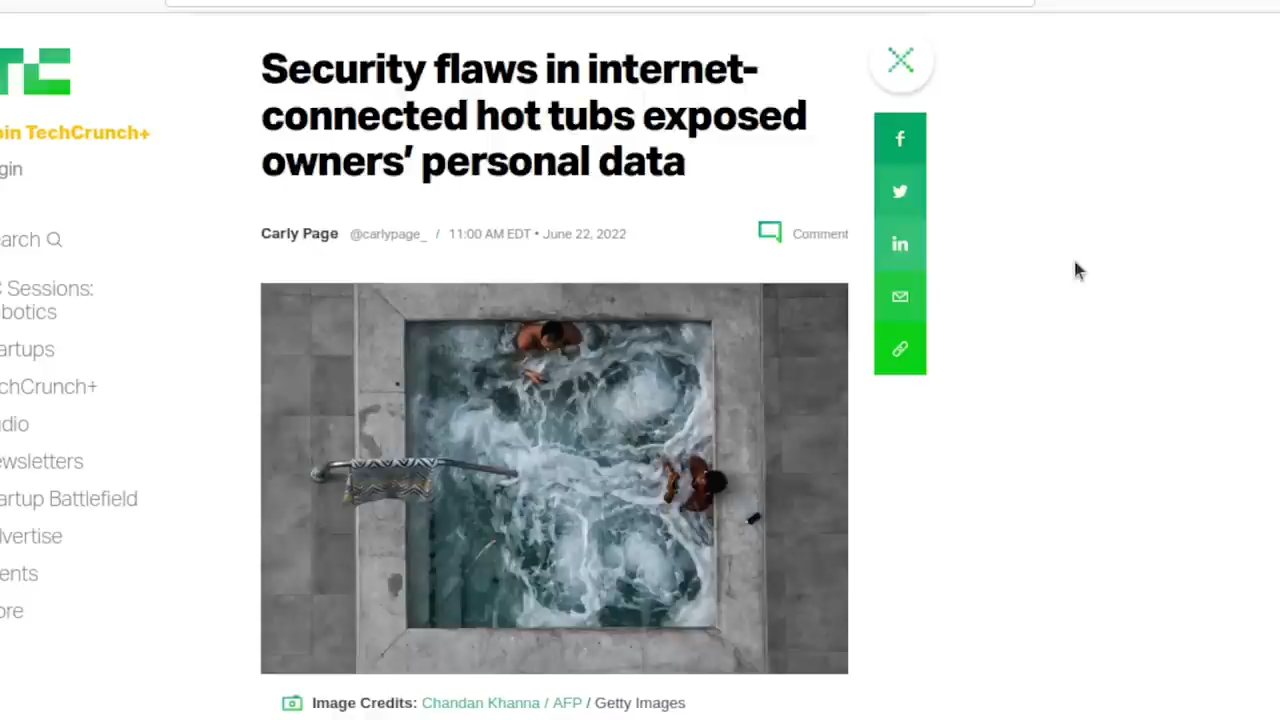 TC
Security flaws in internet-
connected hot tubs exposed
owners’ personal data
Carly Page @carlypage_ / 11:00 AM EDT • June 22, 2022
Comment
oin TechCrunch+
gin
earch
C Sessions:
botics
artups
chCrunch+
dio
ewsletters
artup Battlefield
dvertise
ents
ore
f
in
Image Credits: Chandan Khanna / AFP / Getty Images